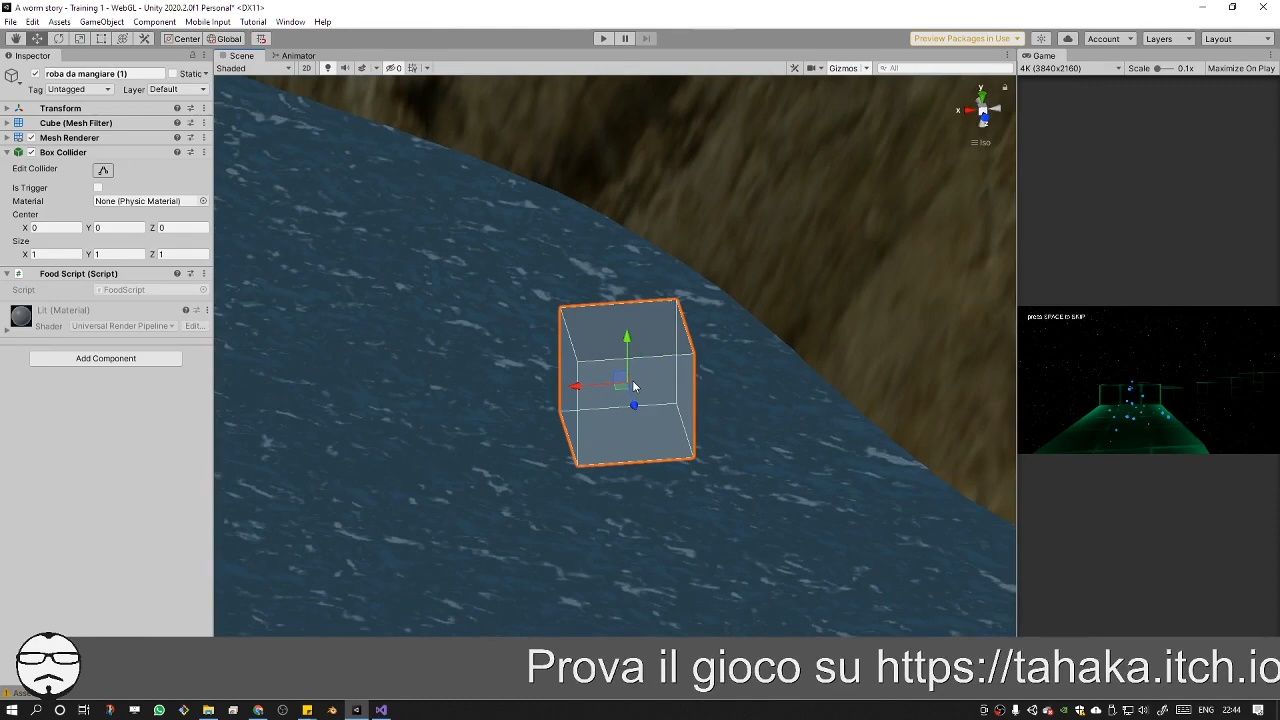 A worm story - Training 1 - WebGL - Unity 2020.2.0f1 Personal* <DX11>
File Edit Assets GameObject Component Mobile Input Tutorial Window Help
Center Global Preview Packages in Use Account Layers Layout
Inspector Scene Animator Game
Shaded 2D 0 Gizmos All 4K (3840x2160) Scale 0.1x Maximize On Play
roba da mangiare (1) Static
Tag Untagged Layer Default
Transform
Cube (Mesh Filter)
Mesh Renderer
Box Collider
Edit Collider
Is Trigger
Material None (Physic Material)
Center
X 0 Y 0 Z 0
Size
X 1 Y 1 Z 1
Food Script (Script)
Script FoodScript
Lit (Material)
Shader Universal Render Pipeline Edit...
Add Component
y
x
z
Iso
press SPACE to SKIP
Prova il gioco su https://tahaka.itch.io
ENG 22:44